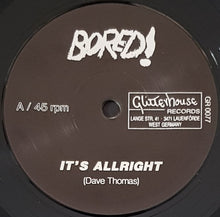 BORED!
A / 45 rpm
Glitterhouse
RECORDS
LANGE STR. 41 · 3471 LAUENFÖRDE
WEST GERMANY
GR 0077
IT'S ALLRIGHT
(Dave Thomas)